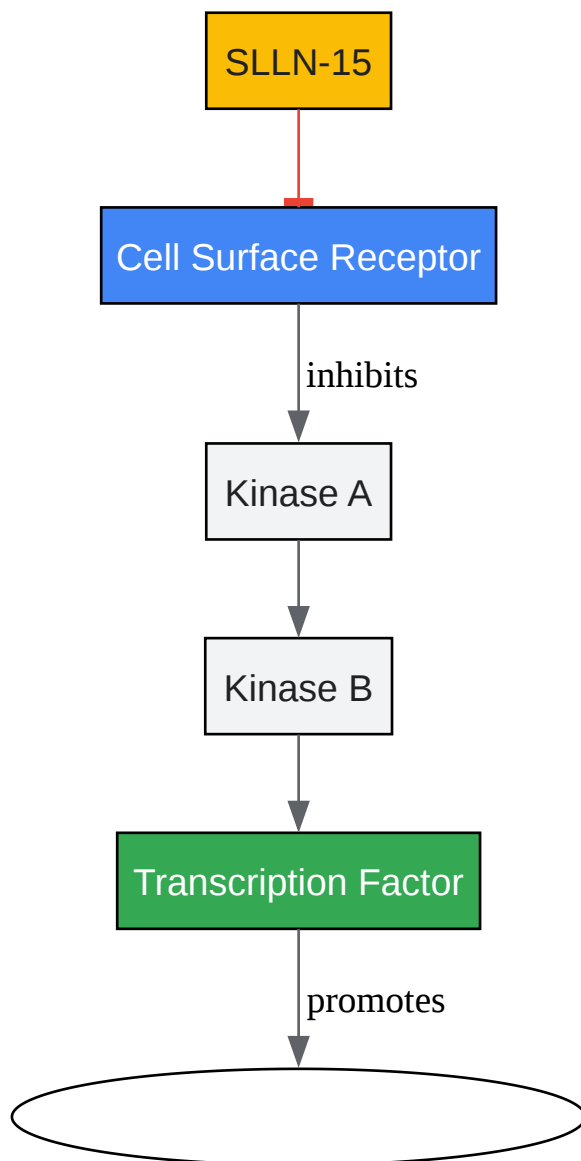 SLLN-15
Cell Surface Receptor
inhibits
Kinase A
Kinase B
Transcription Factor
promotes